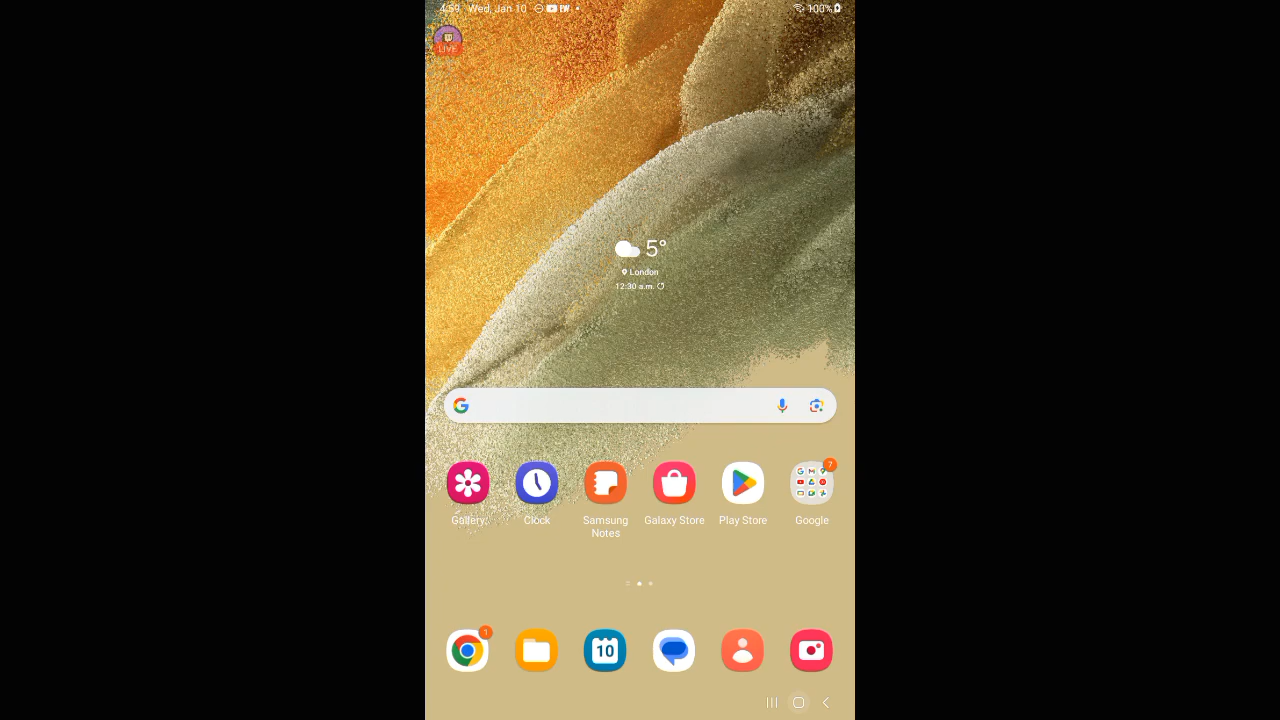 4:59 Wed, Jan 10 100%
LIVE
5°
London
12:30 a.m.
7
Gallery
Clock
Samsung Notes
Galaxy Store
Play Store
Google
1
10